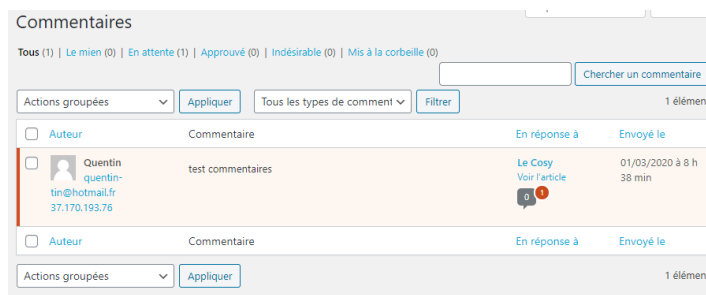 Commentaires
Tous (1) | Le mien (0) | En attente (1) | Approuvé (0) | Indésirable (0) | Mis à la corbeille (0)
Chercher un commentaire
Actions groupées Appliquer Tous les types de comment Filtrer 1 élémen
Auteur Commentaire En réponse à Envoyé le
Quentin test commentaires Le Cosy 01/03/2020 à 8 h
quentin- Voir l'article 38 min
tin@hotmail.fr 0 1
37.170.193.76
Auteur Commentaire En réponse à Envoyé le
Actions groupées Appliquer 1 élémen